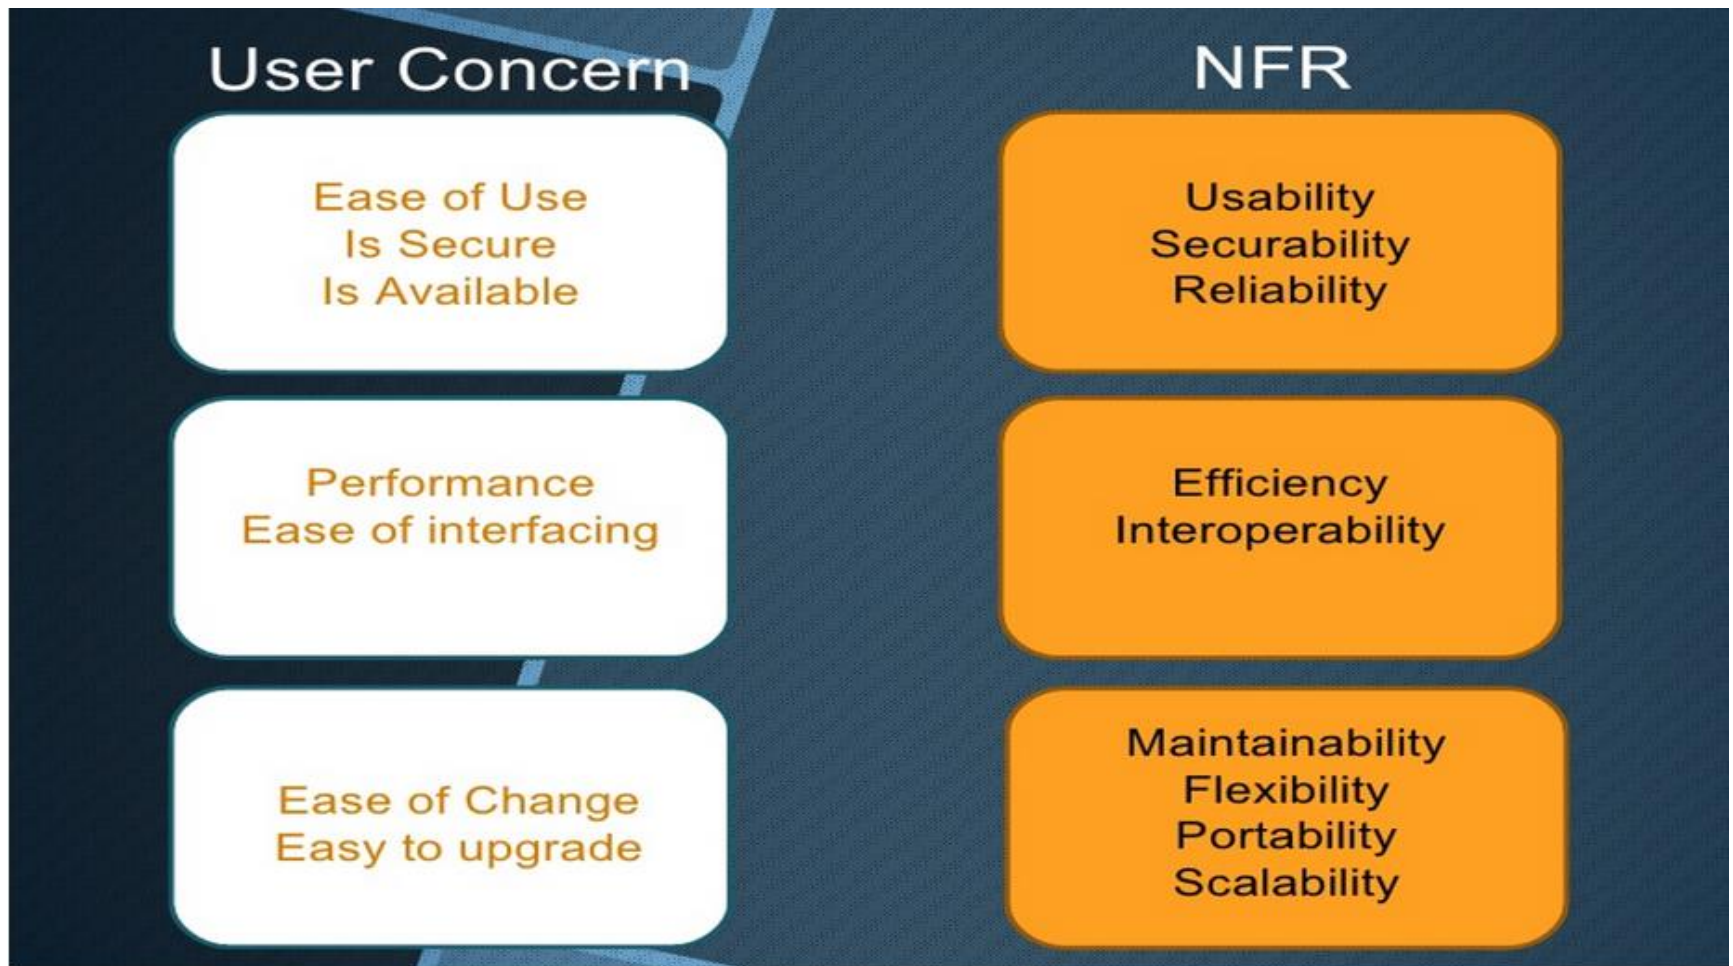 User Concern
NFR
Ease of Use
Is Secure
Is Available
Usability
Securability
Reliability
Performance
Ease of interfacing
Efficiency
Interoperability
Ease of Change
Easy to upgrade
Maintainability
Flexibility
Portability
Scalability